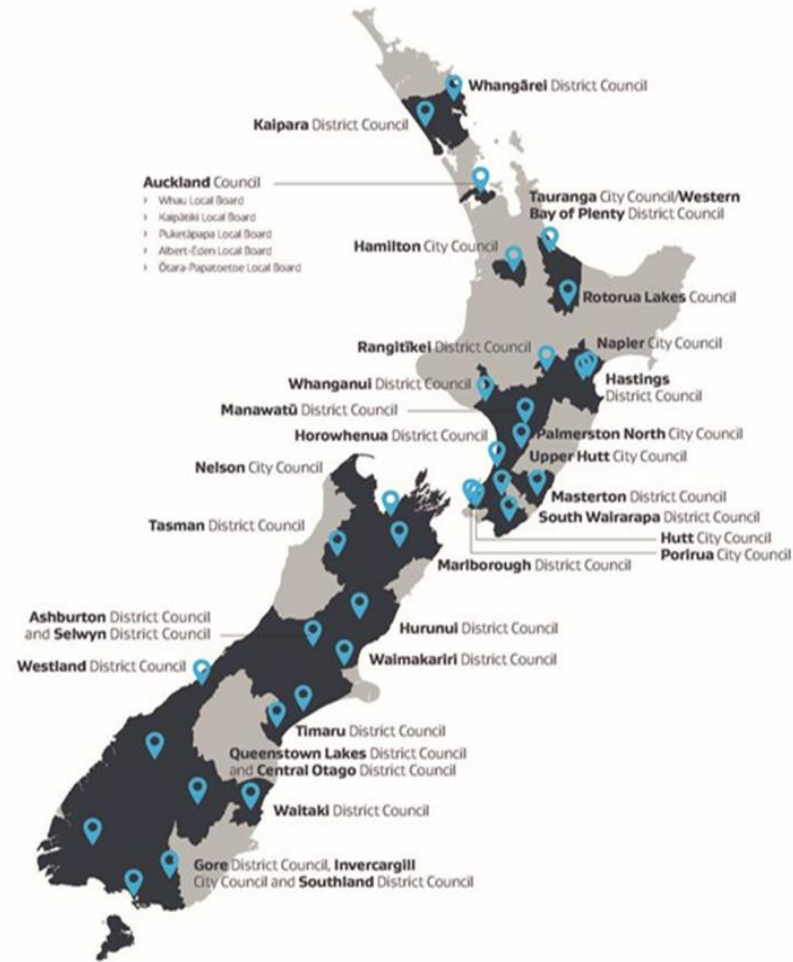 Whangārei District Council
Kaipara District Council
Auckland Council
› Whau Local Board
› Kaipātiki Local Board
› Puketāpapa Local Board
› Albert-Eden Local Board
› Ōtara-Papatoetoe Local Board
Tauranga City Council/Western
Bay of Plenty District Council
Hamilton City Council
Rotorua Lakes Council
Rangitīkei District Council
Napier City Council
Whanganui District Council
Hastings
District Council
Manawatū District Council
Horowhenua District Council
Palmerston North City Council
Upper Hutt City Council
Nelson City Council
Masterton District Council
South Wairarapa District Council
Tasman District Council
Hutt City Council
Porirua City Council
Marlborough District Council
Ashburton District Council
and Selwyn District Council
Hurunui District Council
Waimakariri District Council
Westland District Council
Timaru District Council
Queenstown Lakes District Council
and Central Otago District Council
Waitaki District Council
Gore District Council, Invercargill
City Council and Southland District Council